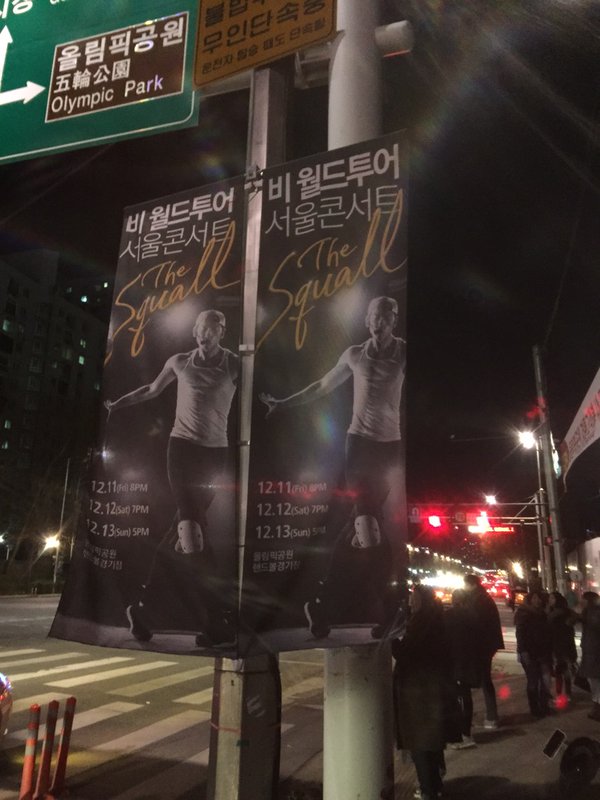 올림픽공원
五輪公園
Olympic Park
무인단속중
비 월드투어
서울콘서트
The
Squall
12.11(Fri) 8PM
12.12(Sat) 7PM
12.13(Sun) 5PM
올림픽공원
핸드볼경기장
비 월드투어
서울콘서트
The
Squall
12.11(Fri) 8PM
12.12(Sat) 7PM
12.13(Sun) 5PM
올림픽공원
핸드볼경기장